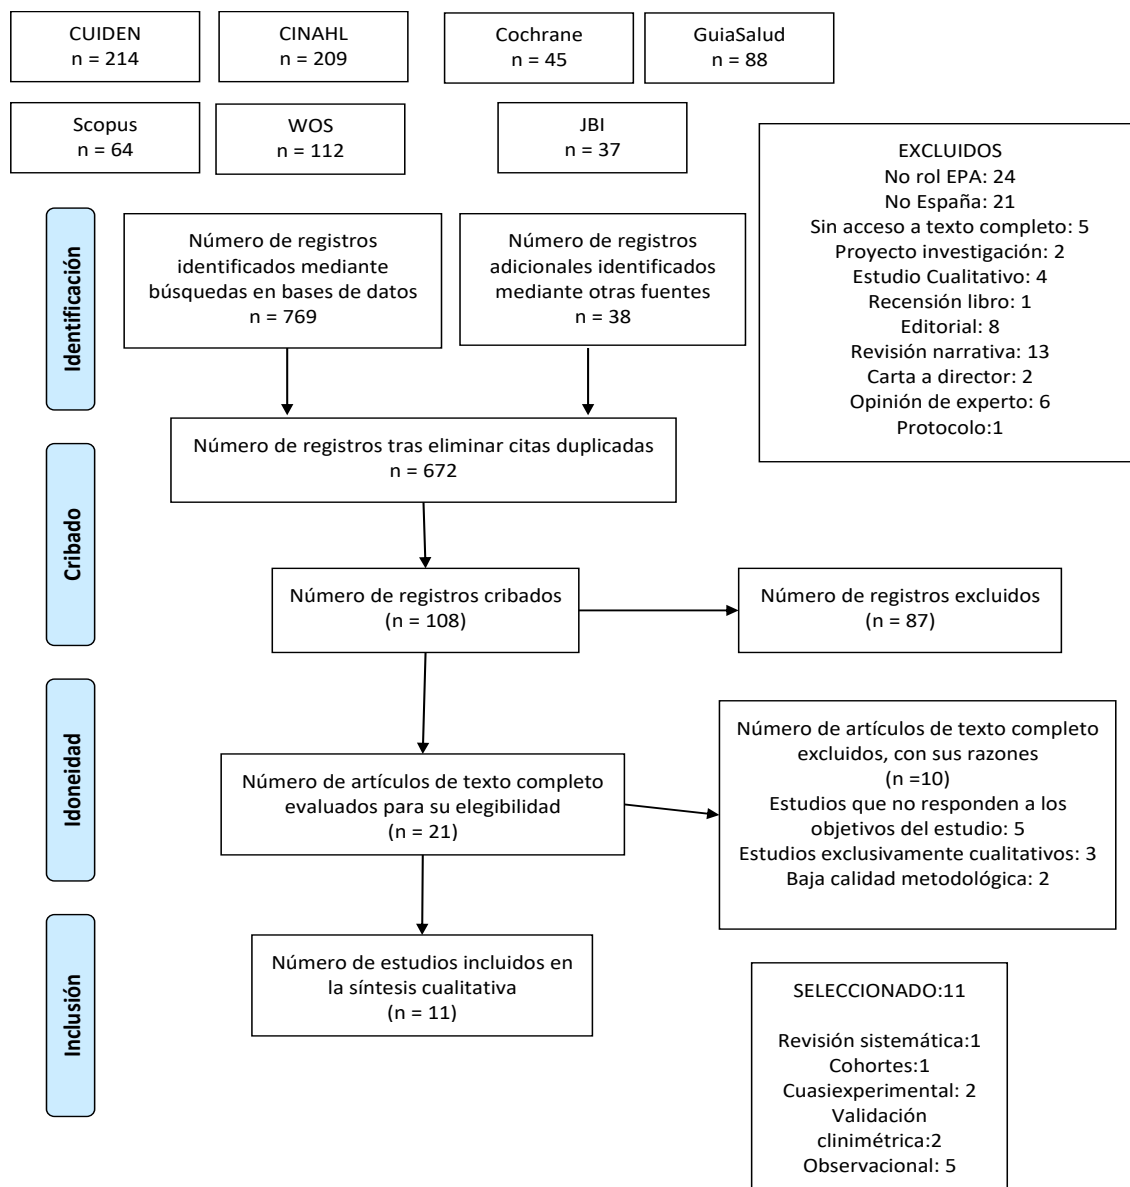 CUIDEN
n = 214
CINAHL
n = 209
Cochrane
n = 45
GuiaSalud
n = 88
Scopus
n = 64
WOS
n = 112
JBI
n = 37
EXCLUIDOS
No rol EPA: 24
No España: 21
Sin acceso a texto completo: 5
Proyecto investigación: 2
Estudio Cualitativo: 4
Recensión libro: 1
Editorial: 8
Revisión narrativa: 13
Carta a director: 2
Opinión de experto: 6
Protocolo:1
Identificación
Número de registros
identificados mediante
búsquedas en bases de datos
n = 769
Número de registros
adicionales identificados
mediante otras fuentes
n = 38
Número de registros tras eliminar citas duplicadas
n = 672
Cribado
Número de registros cribados
(n = 108)
Número de registros excluidos
(n = 87)
Idoneidad
Número de artículos de texto completo
evaluados para su elegibilidad
(n = 21)
Número de artículos de texto completo
excluidos, con sus razones
(n =10)
Estudios que no responden a los
objetivos del estudio: 5
Estudios exclusivamente cualitativos: 3
Baja calidad metodológica: 2
Inclusión
Número de estudios incluidos en
la síntesis cualitativa
(n = 11)
SELECCIONADO:11
Revisión sistemática:1
Cohortes:1
Cuasiexperimental: 2
Validación
clinimétrica:2
Observacional: 5